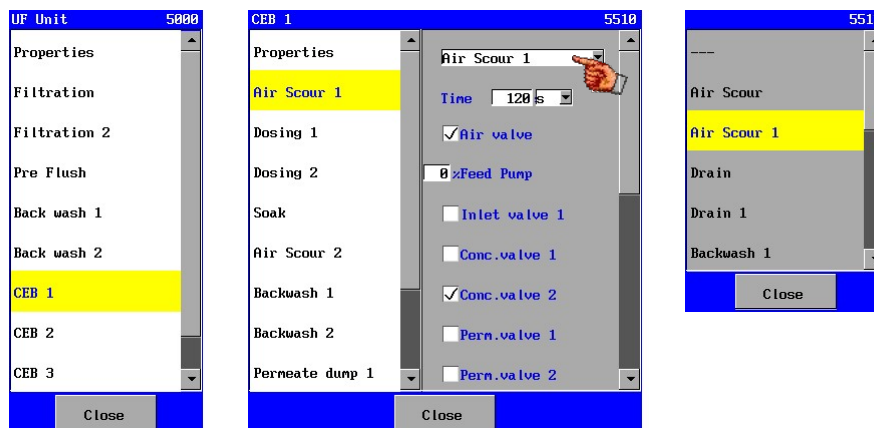 UF Unit 5000
Properties
Filtration
Filtration 2
Pre Flush
Back wash 1
Back wash 2
CEB 1
CEB 2
CEB 3
Close
CEB 1 5510
Properties
Air Scour 1
Dosing 1
Dosing 2
Soak
Air Scour 2
Backwash 1
Backwash 2
Permeate dump 1
Air Scour 1
Time 120 s
Air valve
0 %Feed Pump
Inlet valve 1
Conc.valve 1
Conc.valve 2
Perm.valve 1
Perm.valve 2
Close
551
---
Air Scour
Air Scour 1
Drain
Drain 1
Backwash 1
Close